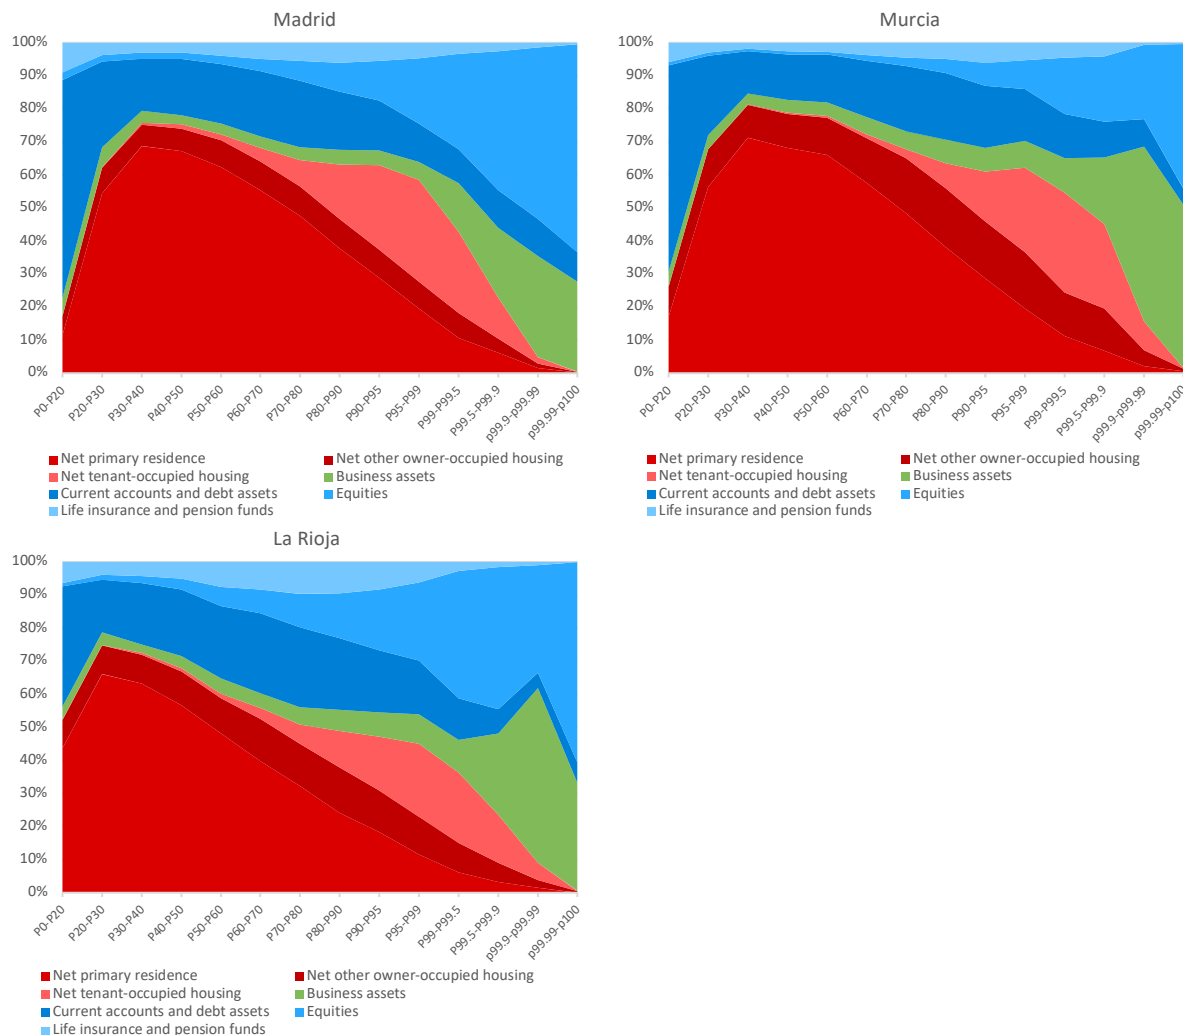 Madrid
100%
90%
80%
70%
60%
50%
40%
30%
20%
10%
0%
P0-P20
P20-P30
P30-P40
P40-P50
P50-P60
P60-P70
P70-P80
P80-P90
P90-P95
P95-P99
P99-P99.5
P99.5-P99.9
p99.9-p99.99
p99.99-p100
Net primary residence
Net other owner-occupied housing
Net tenant-occupied housing
Business assets
Current accounts and debt assets
Equities
Life insurance and pension funds
Murcia
100%
90%
80%
70%
60%
50%
40%
30%
20%
10%
0%
P0-P20
P20-P30
P30-P40
P40-P50
P50-P60
P60-P70
P70-P80
P80-P90
P90-P95
P95-P99
P99-P99.5
P99.5-P99.9
p99.9-p99.99
p99.99-p100
Net primary residence
Net other owner-occupied housing
Net tenant-occupied housing
Business assets
Current accounts and debt assets
Equities
Life insurance and pension funds
La Rioja
100%
90%
80%
70%
60%
50%
40%
30%
20%
10%
0%
P0-P20
P20-P30
P30-P40
P40-P50
P50-P60
P60-P70
P70-P80
P80-P90
P90-P95
P95-P99
P99-P99.5
P99.5-P99.9
p99.9-p99.99
p99.99-p100
Net primary residence
Net other owner-occupied housing
Net tenant-occupied housing
Business assets
Current accounts and debt assets
Equities
Life insurance and pension funds